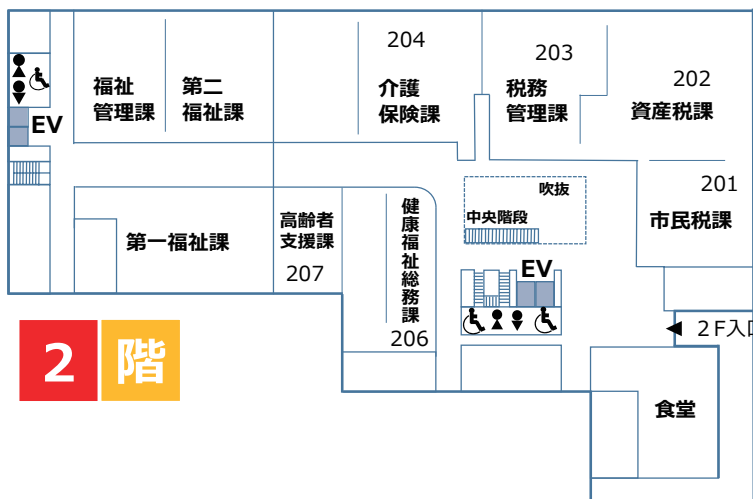 204
203
202
福祉
管理課
第二
福祉課
介護
保険課
税務
管理課
資産税課
EV
201
市民税課
吹抜
中央階段
第一福祉課
高齢者
支援課
207
健康福祉総務課
206
EV
2F入口
食堂
2 階